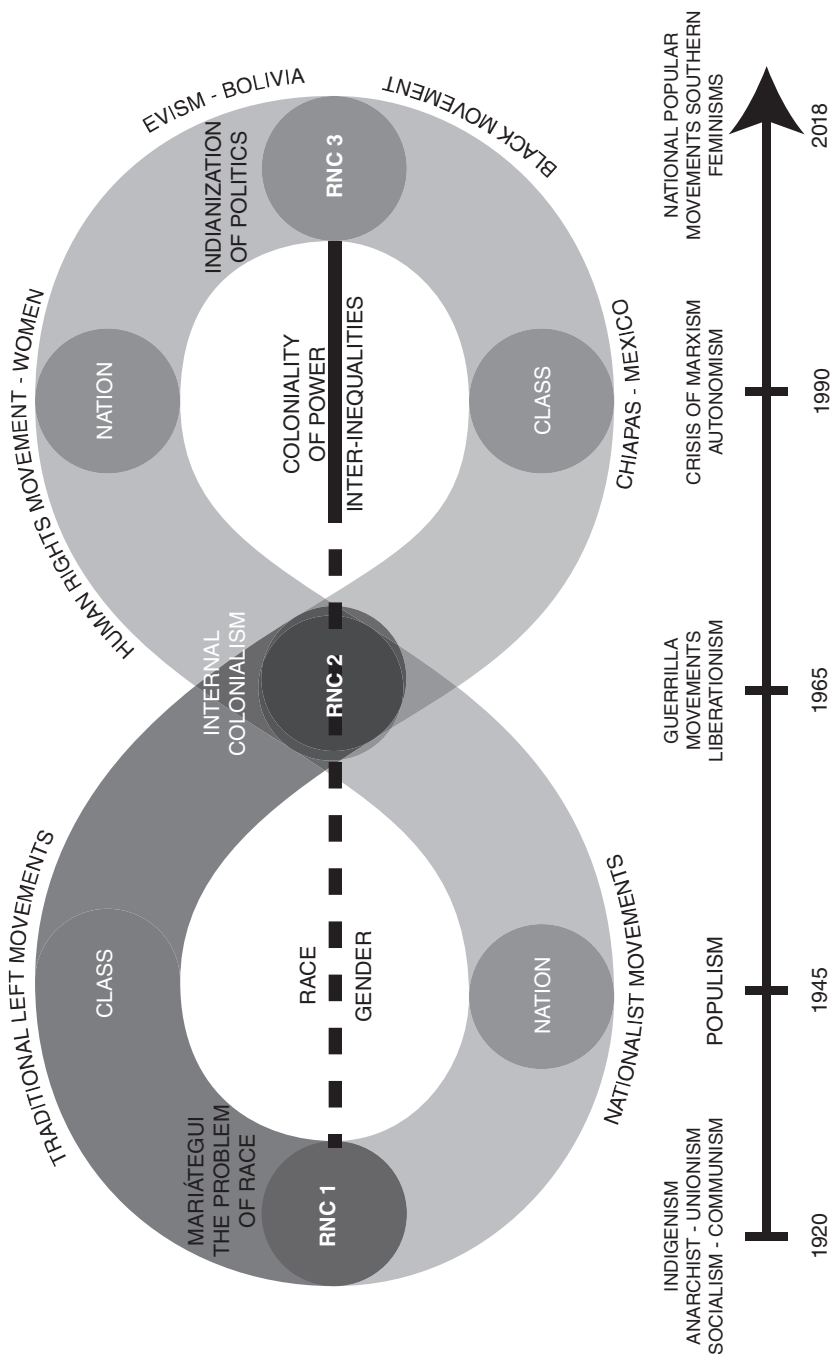 TRADITIONAL LEFT MOVEMENTS
HUMAN RIGHTS MOVEMENT - WOMEN
EVISM - BOLIVIA
CLASS
NATION
MARIÁTEGUI
THE PROBLEM
OF RACE
INTERNAL
COLONIALISM
INDIANIZATION
OF POLITICS
RNC 1
RACE
GENDER
RNC 2
COLONIALITY
OF POWER
INTER-INEQUALITIES
RNC 3
NATION
CLASS
NATIONALIST MOVEMENTS
CHIAPAS - MEXICO
BLACK MOVEMENT
INDIGENISM
ANARCHIST - UNIONISM
SOCIALISM - COMMUNISM
POPULISM
GUERRILLA
MOVEMENTS
LIBERATIONISM
CRISIS OF MARXISM
AUTONOMISM
NATIONAL POPULAR
MOVEMENTS SOUTHERN
FEMINISMS
1920
1945
1965
1990
2018